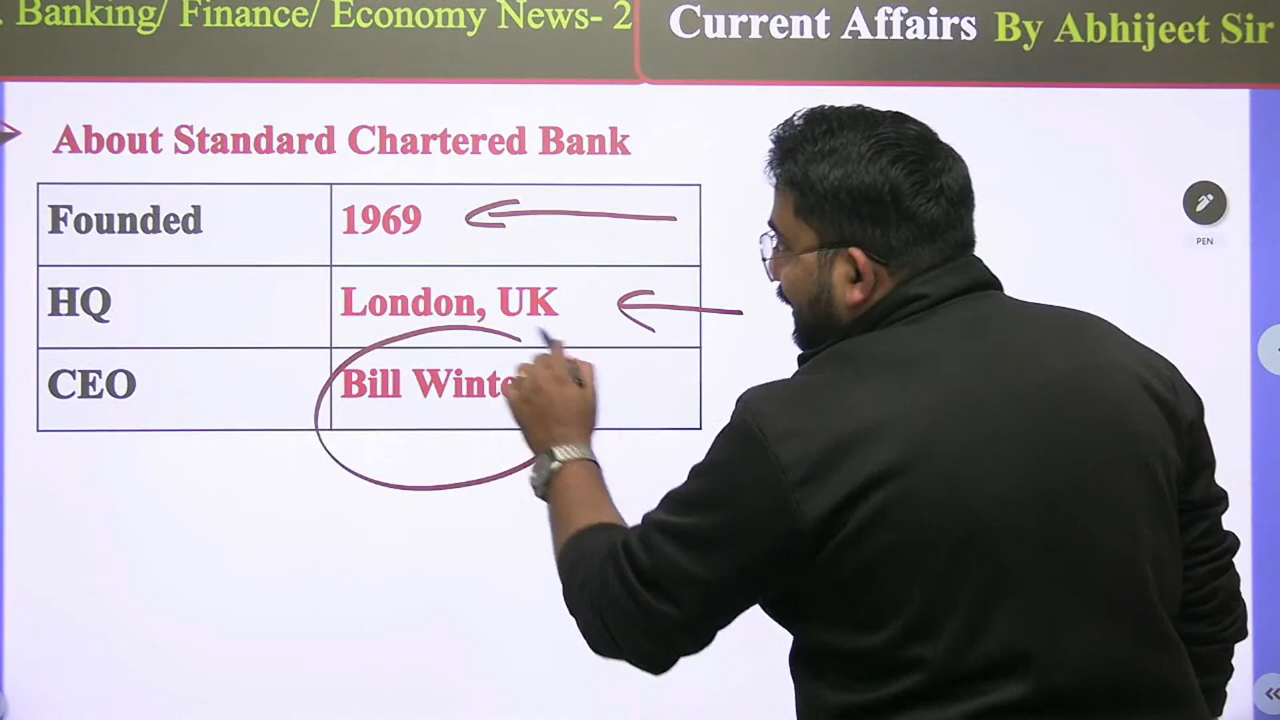 . Banking/ Finance/ Economy News- 2
Current Affairs By Abhijeet Sir
About Standard Chartered Bank
Founded 1969
HQ London, UK
CEO Bill
PEN